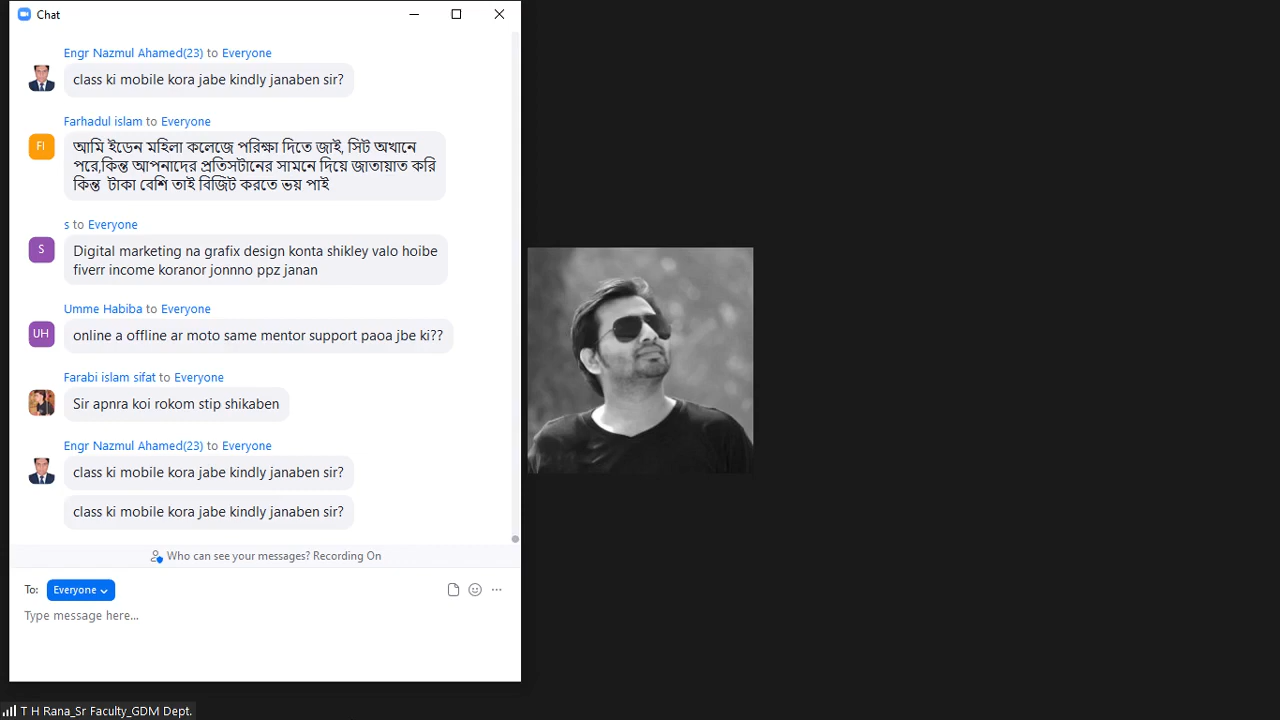 Chat
Engr Nazmul Ahamed(23) to Everyone
class ki mobile kora jabe kindly janaben sir?
Farhadul islam to Everyone
FI
আমি ইডেন মহিলা কলেজে পরিক্ষা দিতে জাই, সিট অখানে
পরে,কিন্ত আপনাদের প্রতিসটানের সামনে দিয়ে জাতায়াত করি
কিন্ত টাকা বেশি তাই বিজিট করতে ভয় পাই
s to Everyone
S
Digital marketing na grafix design konta shikley valo hoibe
fiverr income koranor jonnno ppz janan
Umme Habiba to Everyone
UH
online a offline ar moto same mentor support paoa jbe ki??
Farabi islam sifat to Everyone
Sir apnra koi rokom stip shikaben
Engr Nazmul Ahamed(23) to Everyone
class ki mobile kora jabe kindly janaben sir?
class ki mobile kora jabe kindly janaben sir?
Who can see your messages? Recording On
To: Everyone
Type message here...
T H Rana_Sr Faculty_GDM Dept.